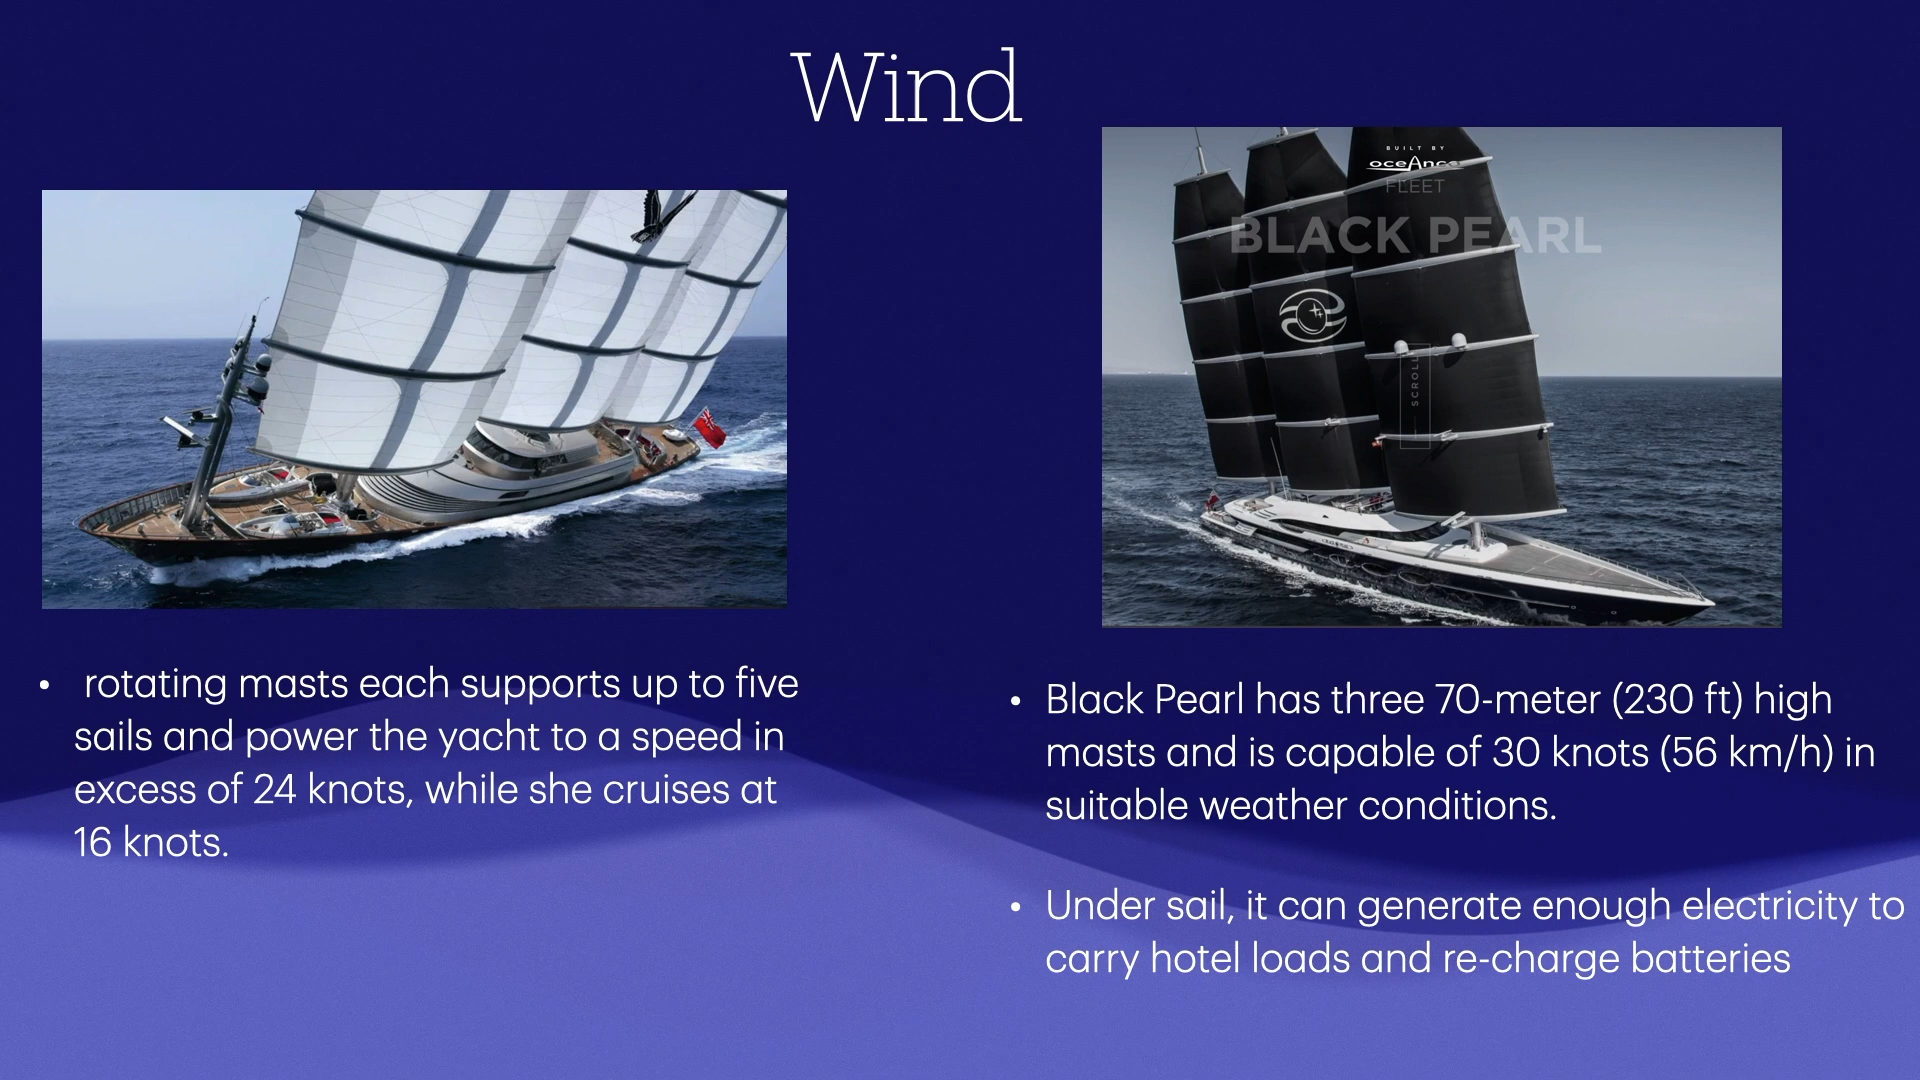 Wind
BUILT BY
oceAnco
FLEET
BLACK PEARL
SCROLL
• rotating masts each supports up to five
sails and power the yacht to a speed in
excess of 24 knots, while she cruises at
16 knots.
• Black Pearl has three 70-meter (230 ft) high
masts and is capable of 30 knots (56 km/h) in
suitable weather conditions.
• Under sail, it can generate enough electricity to
carry hotel loads and re-charge batteries